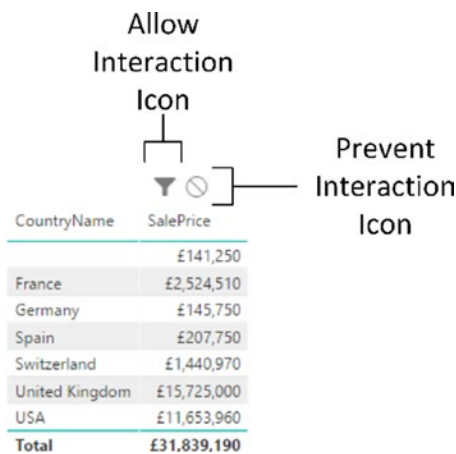 Allow
Interaction
Icon
Prevent
Interaction
Icon
CountryName SalePrice
£141,250
France £2,524,510
Germany £145,750
Spain £207,750
Switzerland £1,440,970
United Kingdom £15,725,000
USA £11,653,960
Total £31,839,190